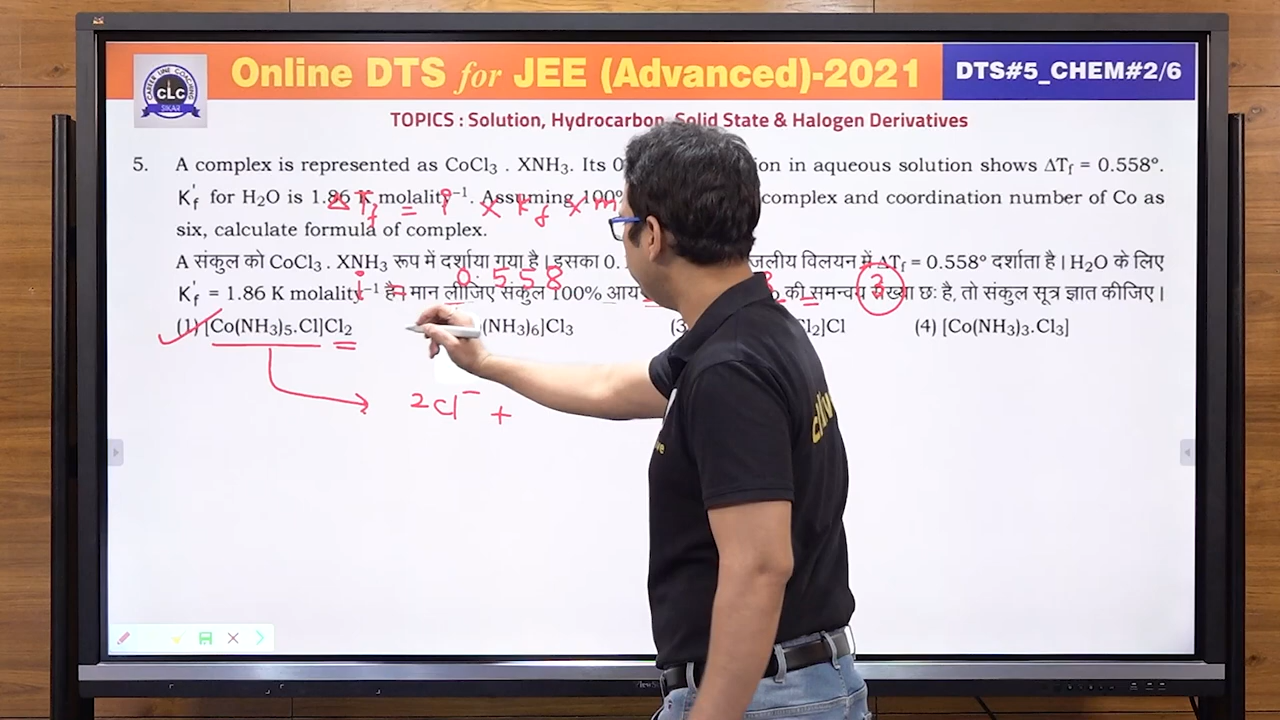 Online DTS for JEE (Advanced)-2021
DTS#5_CHEM#2/6
CAREER LINE COACHING
CLC
SIKAR
TOPICS : Solution, Hydrocarbon, Solid State & Halogen Derivatives
5. A complex is represented as CoCl₃ . XNH₃. Its 0 in aqueous solution shows ΔTf = 0.558°.
K'f for H₂O is 1.86 K molality⁻¹. Assuming 100% complex and coordination number of Co as
ΔTf = i × Kf × m
six, calculate formula of complex.
A संकुल को CoCl₃ . XNH₃ रूप में दर्शाया गया है। इसका 0. जलीय विलयन में ΔTf = 0.558° दर्शाता है। H₂O के लिए
K'f = 1.86 K molality⁻¹ है। मान लीजिए संकुल 100% की समन्वय संख्या छः है, तो संकुल सूत्र ज्ञात कीजिए।
i = 0.558 = 3
(1) [Co(NH₃)₅.Cl]Cl₂ (NH₃)₆]Cl₃ (3 Cl₂]Cl (4) [Co(NH₃)₃.Cl₃]
2Cl⁻ +